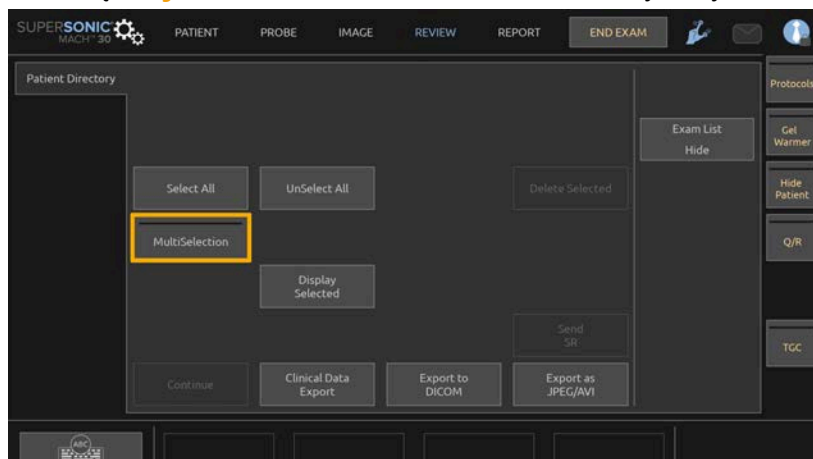 SUPERSONIC
MACH™ 30
PATIENT
PROBE
IMAGE
REVIEW
REPORT
END EXAM
Patient Directory
Protocols
Exam List
Hide
Gel
Warmer
Select All
UnSelect All
Delete Selected
Hide
Patient
MultiSelection
Q/R
Display
Selected
Send
SR
TGC
Continue
Clinical Data
Export
Export to
DICOM
Export as
JPEG/AVI
ABC